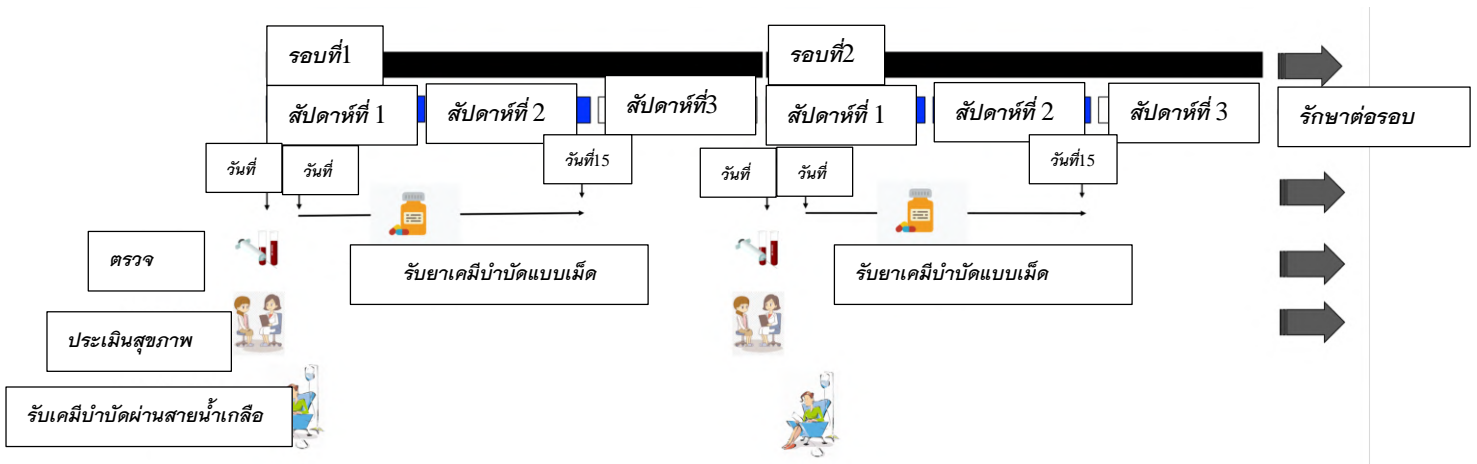 รอบที่1
รอบที่2
สัปดาห์ที่ 1
สัปดาห์ที่ 2
สัปดาห์ที่3
สัปดาห์ที่ 1
สัปดาห์ที่ 2
สัปดาห์ที่ 3
รักษาต่อรอบ
วันที่
วันที่
วันที่15
วันที่
วันที่
วันที่15
ตรวจ
รับยาเคมีบำบัดแบบเม็ด
รับยาเคมีบำบัดแบบเม็ด
ประเมินสุขภาพ
รับเคมีบำบัดผ่านสายน้ำเกลือ